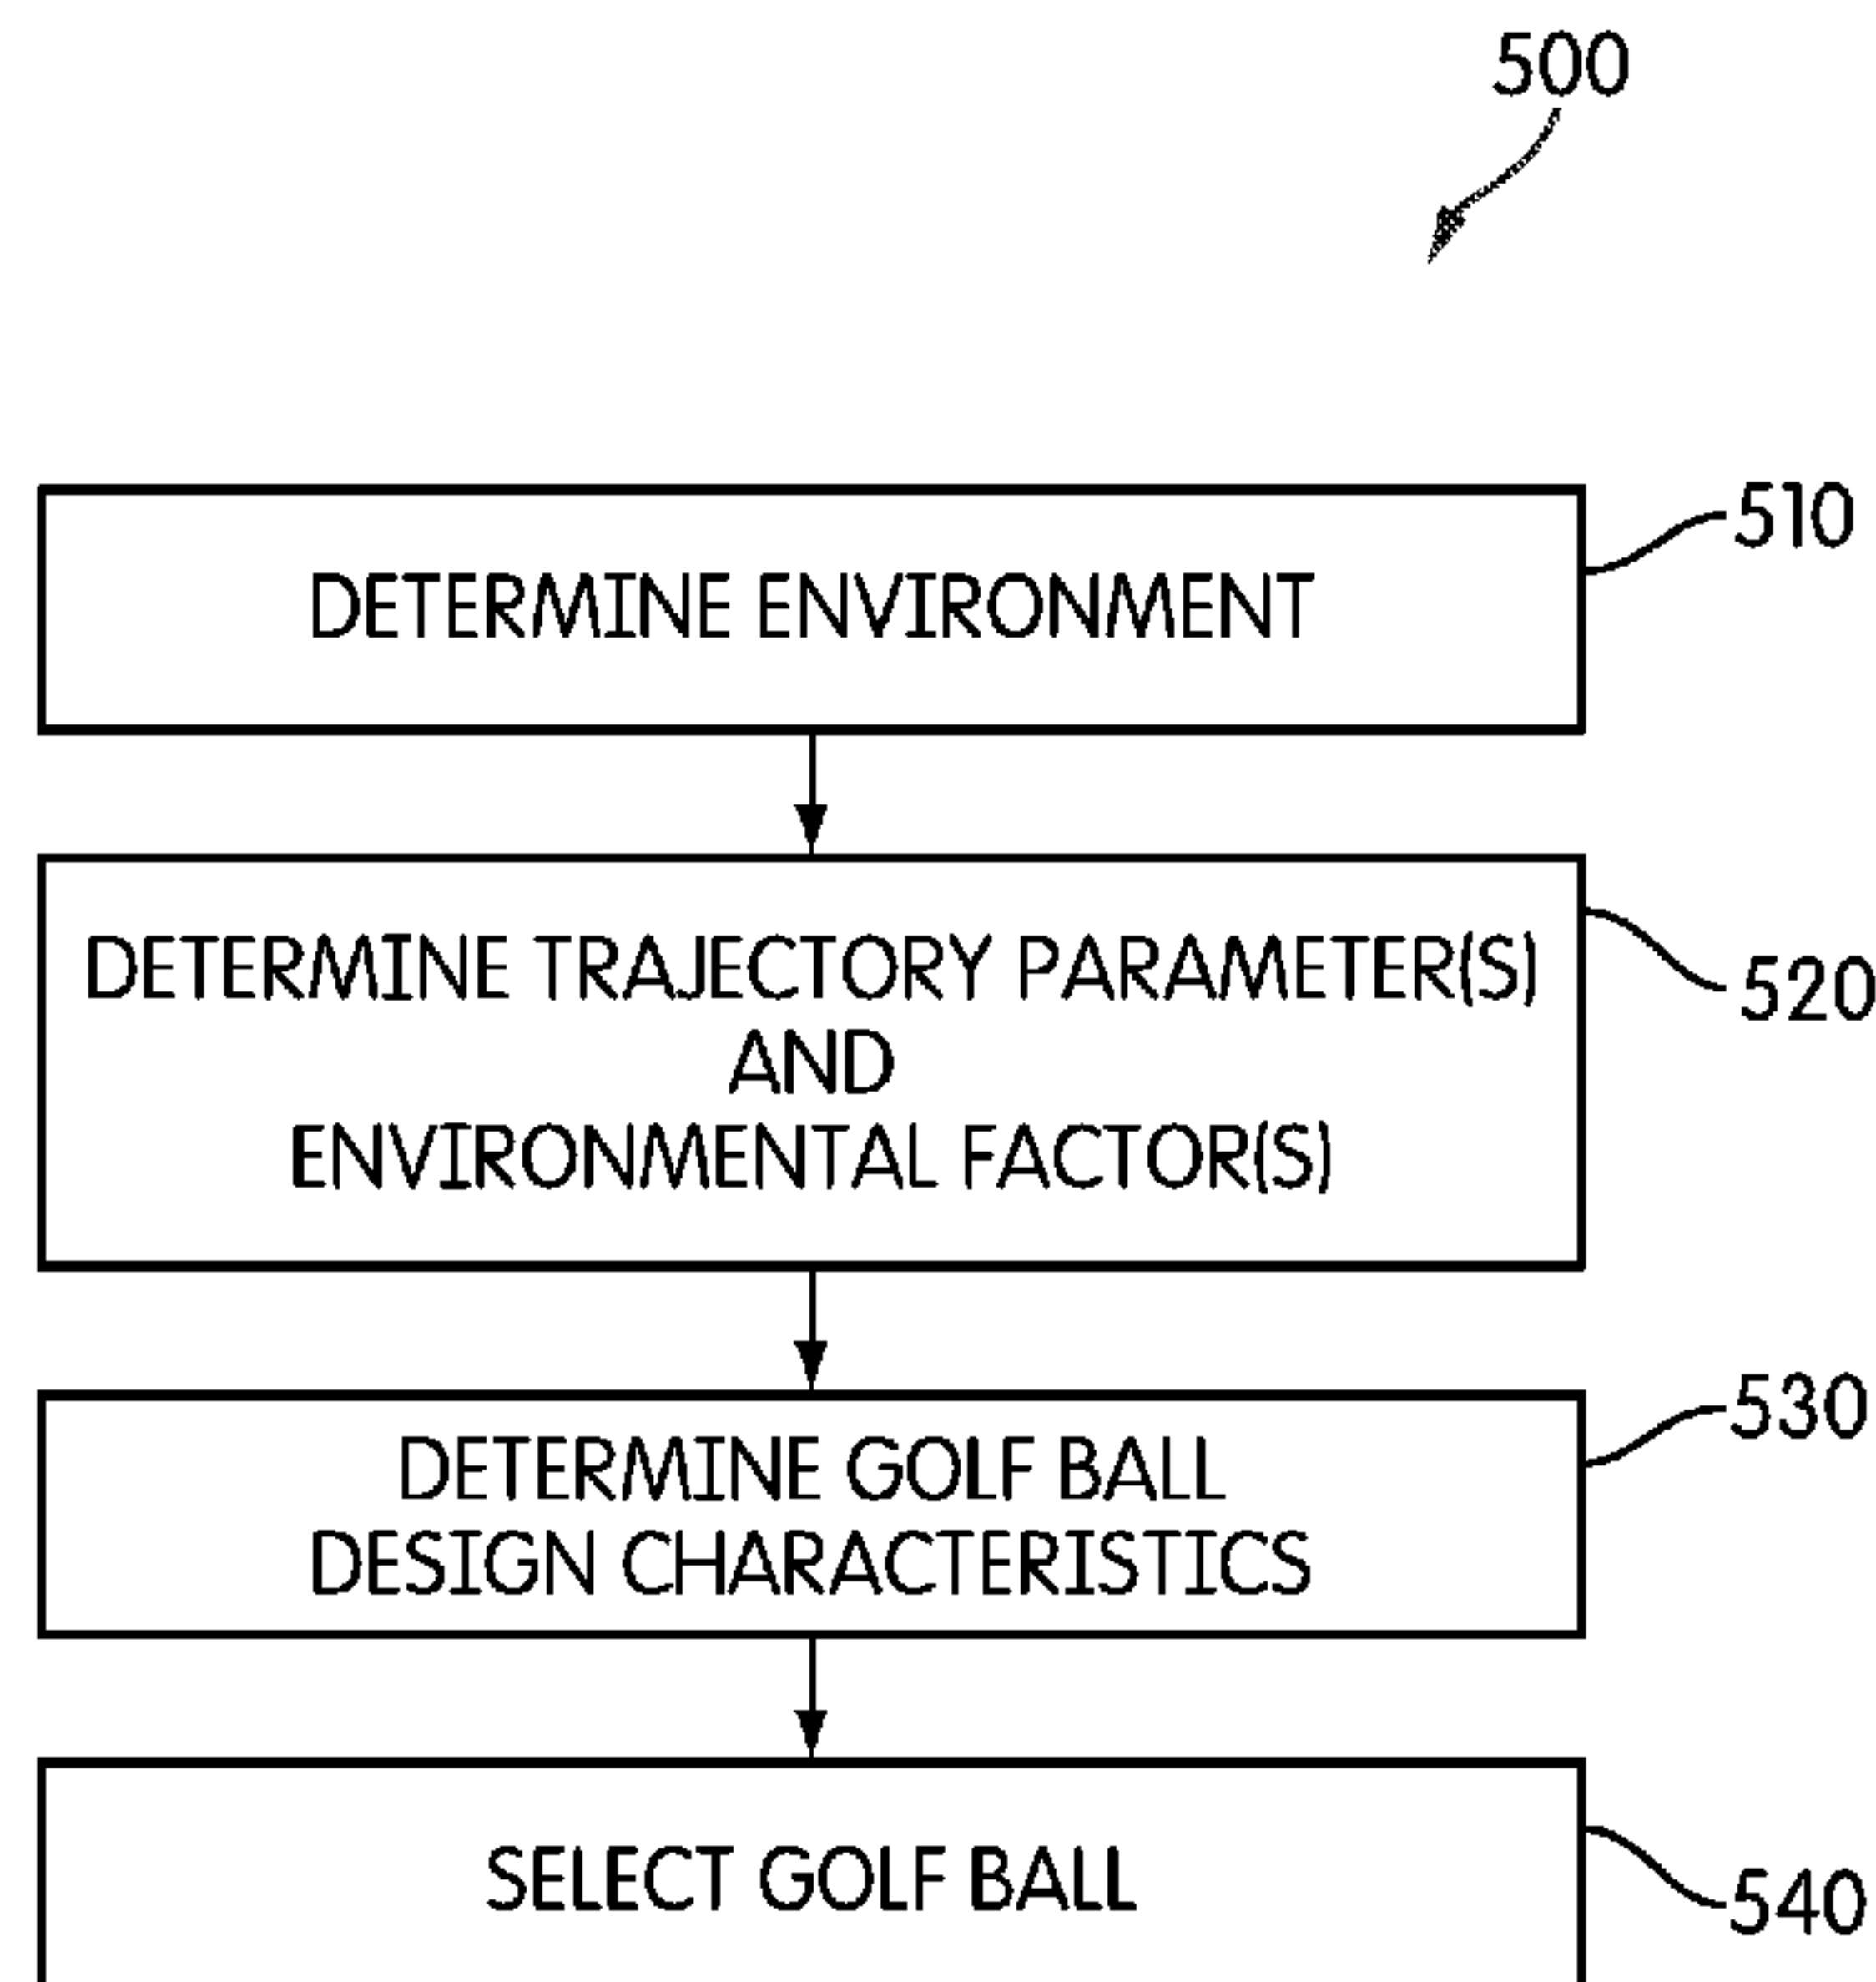 500
DETERMINE ENVIRONMENT
510
DETERMINE TRAJECTORY PARAMETER(S)
AND
ENVIRONMENTAL FACTOR(S)
520
DETERMINE GOLF BALL
DESIGN CHARACTERISTICS
530
SELECT GOLF BALL
540